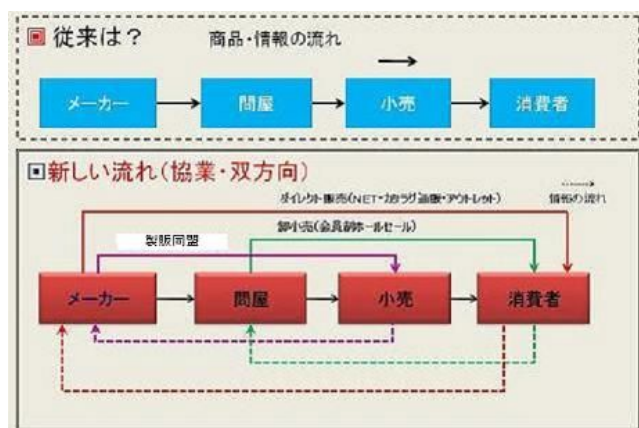 従来は？
商品・情報の流れ
メーカー
問屋
小売
消費者
新しい流れ(協業・双方向)
ダイレクト販売(NET・カタログ通販・アウトレット)
情報の流れ
卸小売(会員制ホールセール)
製販同盟
メーカー
問屋
小売
消費者